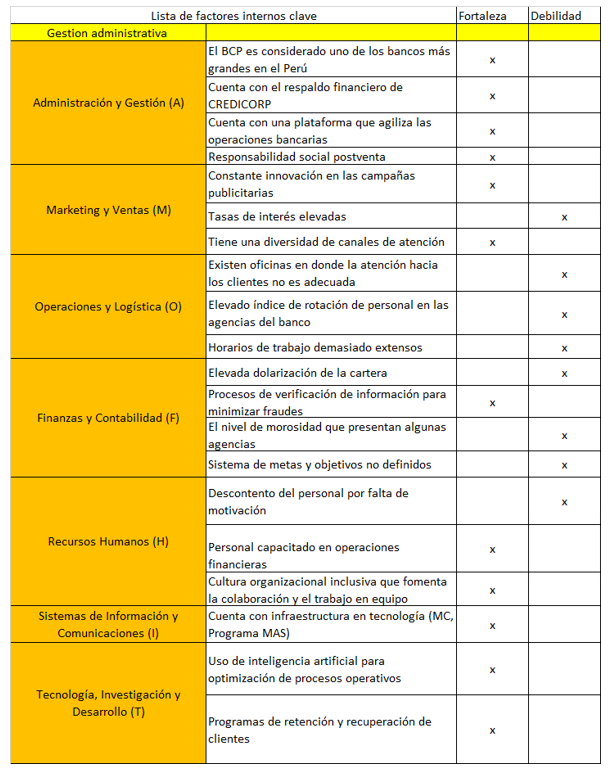 Lista de factores internos clave Fortaleza Debilidad
Gestion administrativa
Administración y Gestión (A)
El BCP es considerado uno de los bancos más
grandes en el Perú x
Cuenta con el respaldo financiero de
CREDICORP x
Cuenta con una plataforma que agiliza las
operaciones bancarias x
Responsabilidad social postventa x
Marketing y Ventas (M)
Constante innovación en las campañas
publicitarias x
Tasas de interés elevadas x
Tiene una diversidad de canales de atención x
Operaciones y Logística (O)
Existen oficinas en donde la atención hacia
los clientes no es adecuada x
Elevado índice de rotación de personal en las
agencias del banco x
Horarios de trabajo demasiado extensos x
Finanzas y Contabilidad (F)
Elevada dolarización de la cartera x
Procesos de verificación de información para
minimizar fraudes x
El nivel de morosidad que presentan algunas
agencias x
Sistema de metas y objetivos no definidos x
Recursos Humanos (H)
Descontento del personal por falta de
motivación x
Personal capacitado en operaciones
financieras x
Cultura organizacional inclusiva que fomenta
la colaboración y el trabajo en equipo x
Sistemas de Información y
Comunicaciones (I)
Cuenta con infraestructura en tecnología (MC,
Programa MAS) x
Tecnología, Investigación y
Desarrollo (T)
Uso de inteligencia artificial para
optimización de procesos operativos x
Programas de retención y recuperación de
clientes x